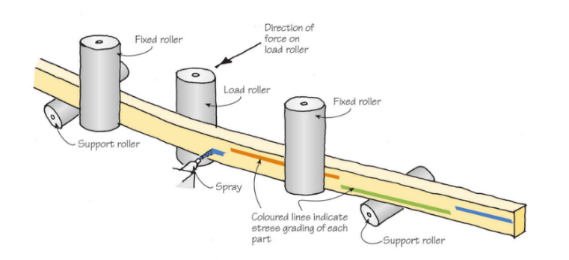 Direction of
force on
load roller
Fixed roller
Load roller
Fixed roller
Support roller
Spray
Coloured lines indicate
stress grading of each
part
Support roller